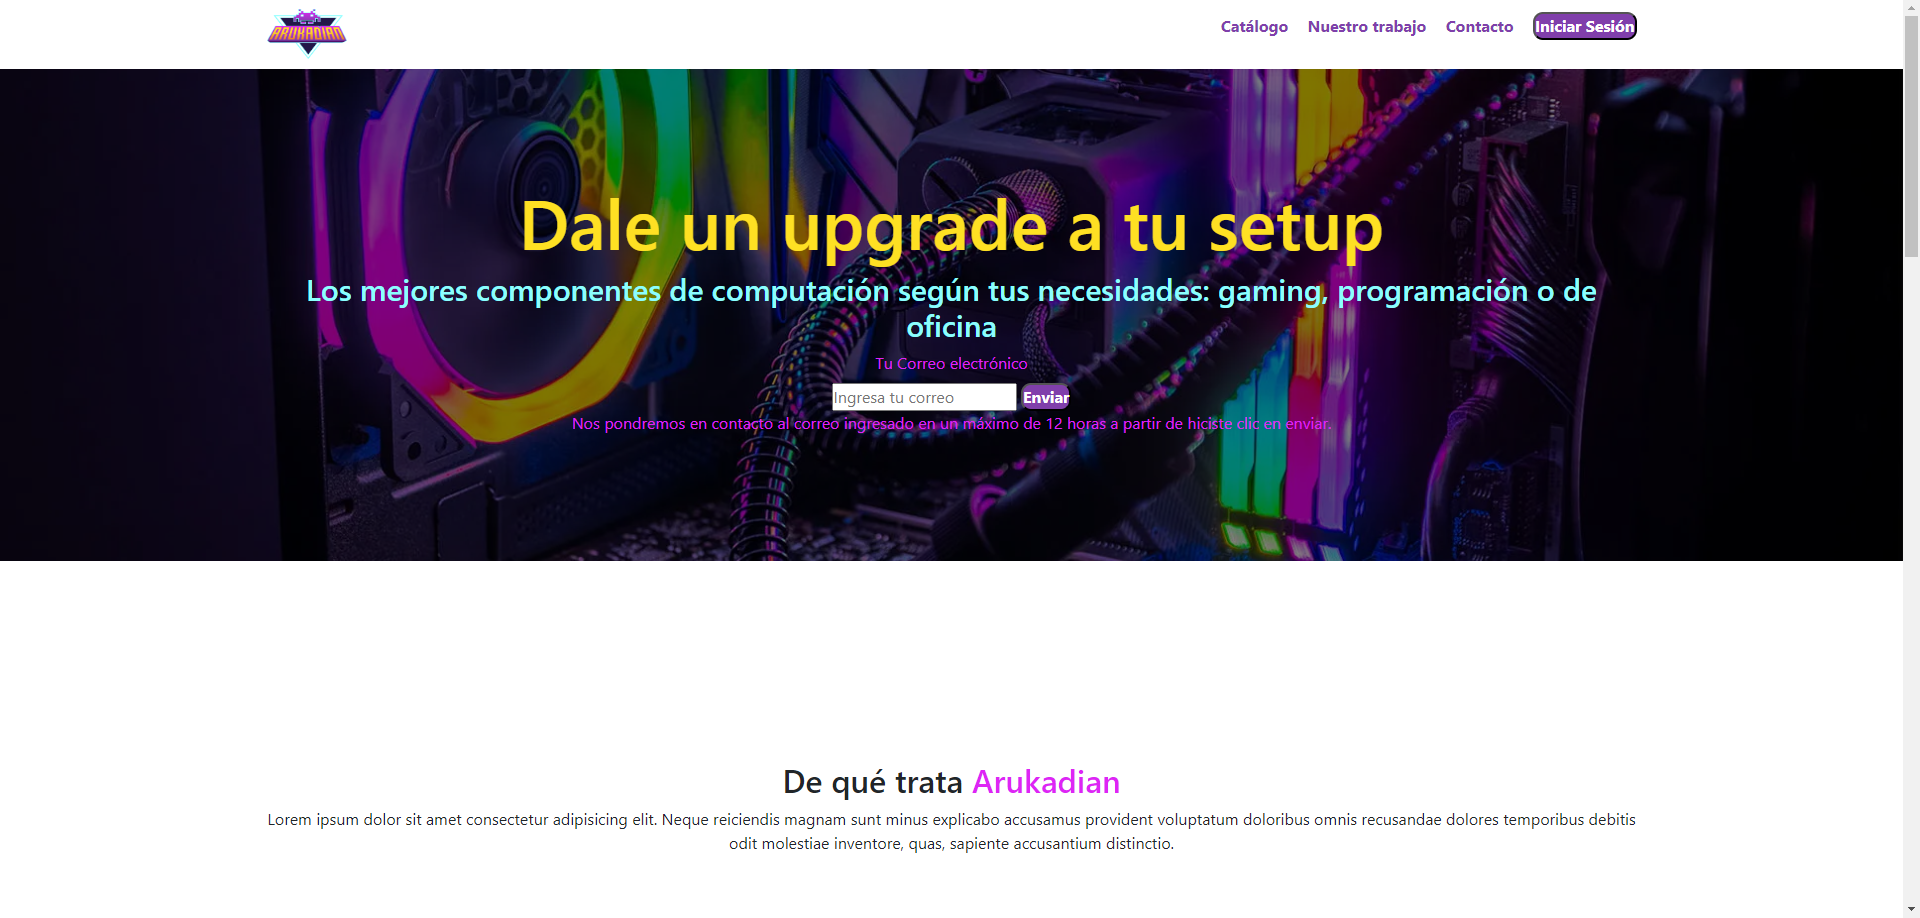 ARUKADIAN
Catálogo Nuestro trabajo Contacto Iniciar Sesión
Dale un upgrade a tu setup
Los mejores componentes de computación según tus necesidades: gaming, programación o de
oficina
Tu Correo electrónico
Ingresa tu correo Enviar
Nos pondremos en contacto al correo ingresado en un máximo de 12 horas a partir de hiciste clic en enviar.
De qué trata Arukadian
Lorem ipsum dolor sit amet consectetur adipisicing elit. Neque reiciendis magnam sunt minus explicabo accusamus provident voluptatum doloribus omnis recusandae dolores temporibus debitis
odit molestiae inventore, quas, sapiente accusantium distinctio.